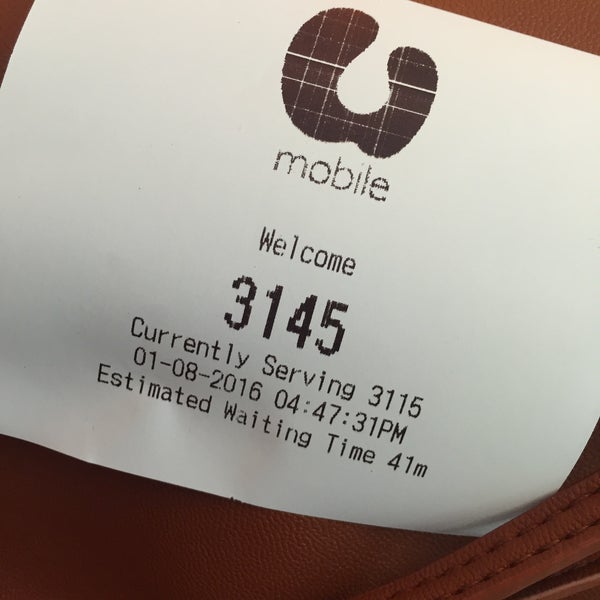 mobile
Welcome
3145
Currently Serving 3115
01-08-2016 04:47:31PM
Estimated Waiting Time 41m